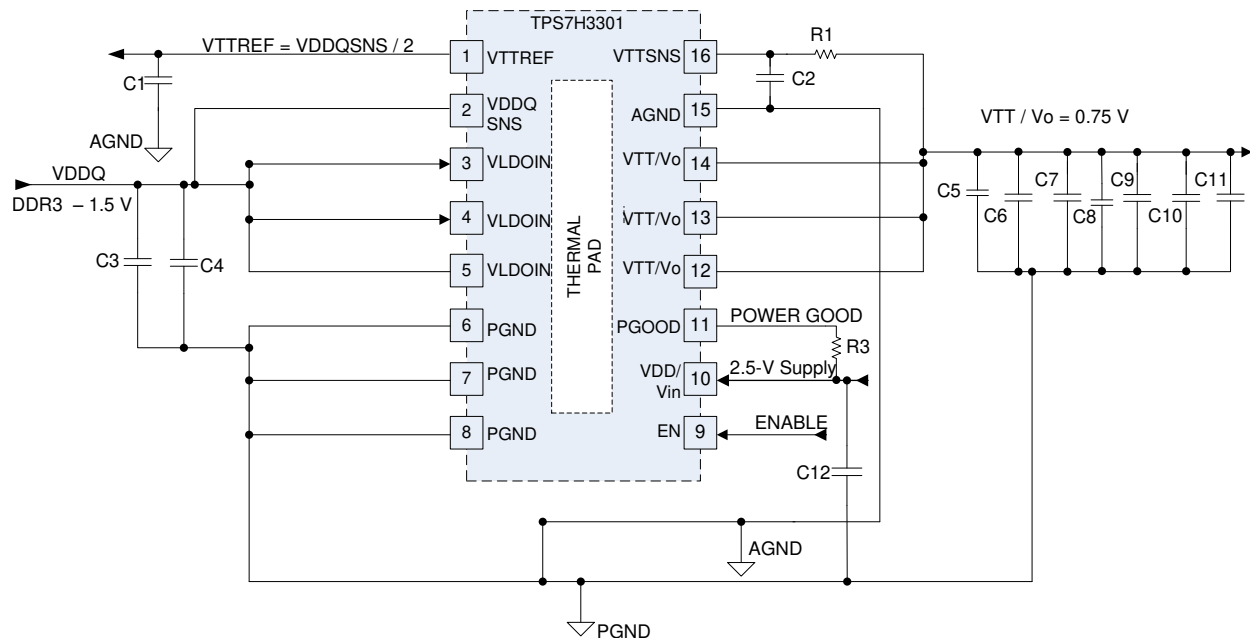 TPS7H3301
VTTREF = VDDQSNS / 2
1
VTTREF
C1
AGND
2
VDDQ
SNS
VDDQ
DDR3 – 1.5 V
3
VLDOIN
4
VLDOIN
5
VLDOIN
C3
C4
6
PGND
7
PGND
8
PGND
THERMAL
PAD
VTTSNS
16
R1
C2
AGND
15
VTT / Vo = 0.75 V
VTT/Vo
14
VTT/Vo
13
VTT/Vo
12
C5
C6
C7
C8
C9
C10
C11
PGOOD
11
POWER GOOD
R3
VDD/
Vin
10
2.5-V Supply
EN
9
ENABLE
C12
AGND
PGND